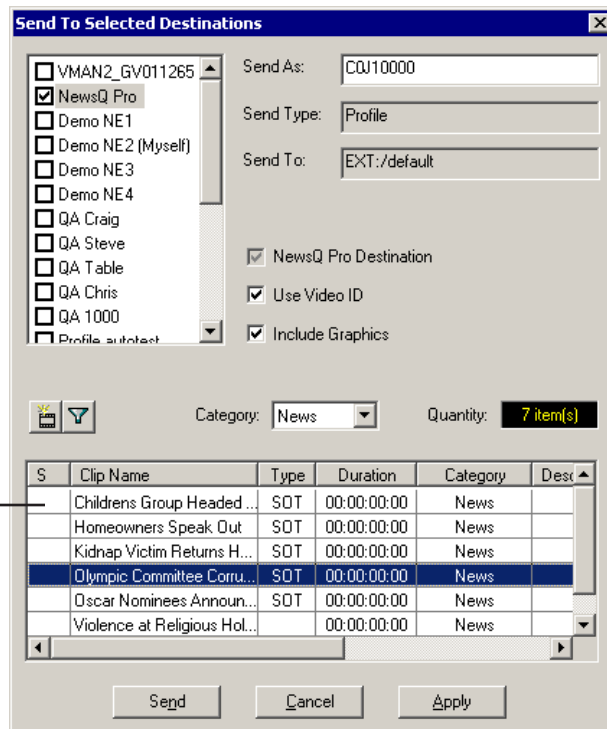 Send To Selected Destinations
VMAN2_GV011265
NewsQ Pro
Demo NE1
Demo NE2 (Myself)
Demo NE3
Demo NE4
QA Craig
QA Steve
QA Table
QA Chris
QA 1000
Profile autotest
Send As: CQJ10000
Send Type: Profile
Send To: EXT:/default
NewsQ Pro Destination
Use Video ID
Include Graphics
Category: News Quantity: 7 item(s)
S Clip Name Type Duration Category Desc
Childrens Group Headed ... SOT 00:00:00:00 News
Homeowners Speak Out SOT 00:00:00:00 News
Kidnap Victim Returns H... SOT 00:00:00:00 News
Olympic Committee Corru... SOT 00:00:00:00 News
Oscar Nominees Announ... SOT 00:00:00:00 News
Violence at Religious Hol... 00:00:00:00 News
Send Cancel Apply